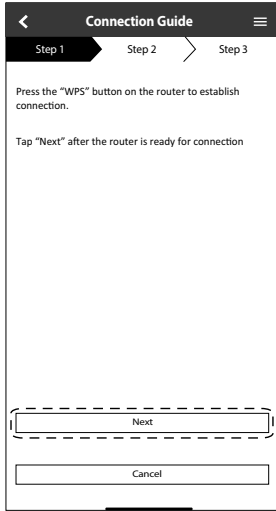 Connection Guide
Step 1 Step 2 Step 3
Press the “WPS” button on the router to establish
connection.
Tap “Next” after the router is ready for connection
Next
Cancel